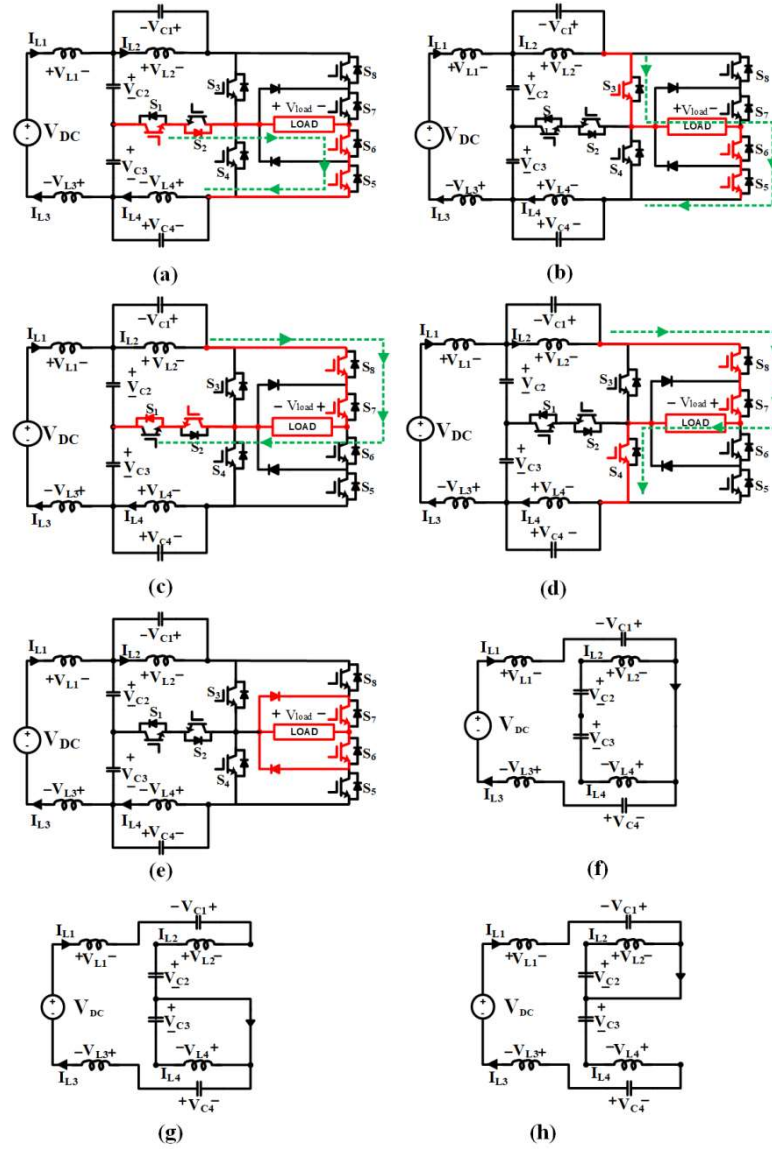 −V_C1+
I_L1
I_L2
+V_L1−
+V_L2−
S_8
S_3
+
V_C2
−
S_7
S_1
+ V_load −
V_DC
LOAD
S_2
S_6
+
V_C3
−
S_4
S_5
−V_L3+
−V_L4+
I_L3
I_L4
+V_C4−
(a)
−V_C1+
I_L1
I_L2
+V_L1−
+V_L2−
S_8
S_3
+
V_C2
−
S_7
S_1
+V_load −
V_DC
LOAD
S_2
S_6
+
V_C3
−
S_4
S_5
−V_L3+
+V_L4−
I_L3
I_L4
+V_C4 −
(b)
−V_C1+
I_L1
I_L2
+V_L1−
+V_L2−
S_8
S_3
+
V_C2
−
S_7
S_1
− V_load +
V_DC
LOAD
S_2
S_6
+
V_C3
−
S_4
S_5
−V_L3+
+V_L4−
I_L3
I_L4
+V_C4−
(c)
−V_C1+
I_L1
I_L2
+V_L1−
+V_L2−
S_8
S_3
+
V_C2
−
S_7
S_1
− V_load +
V_DC
LOAD
S_2
S_6
+
V_C3
−
S_4
S_5
−V_L3+
+V_L4−
I_L3
I_L4
+V_C4 −
(d)
−V_C1+
I_L1
I_L2
+V_L1−
+V_L2−
S_8
S_3
+
V_C2
−
S_7
S_1
+ V_load −
V_DC
LOAD
S_2
S_6
+
V_C3
−
S_4
S_5
−V_L3+
−V_L4+
I_L3
I_L4
+V_C4−
(e)
−V_C1+
I_L1
I_L2
+V_L1−
+V_L2−
+
V_C2
−
V_DC
+
V_C3
−
−V_L3+
−V_L4+
I_L3
I_L4
+V_C4−
(f)
−V_C1+
I_L1
I_L2
+V_L1−
+V_L2−
+
V_C2
−
V_DC
+
V_C3
−
−V_L3+
−V_L4+
I_L3
I_L4
+V_C4−
(g)
−V_C1+
I_L1
I_L2
+V_L1−
+V_L2−
+
V_C2
−
V_DC
+
V_C3
−
−V_L3+
−V_L4+
I_L3
I_L4
+V_C4−
(h)